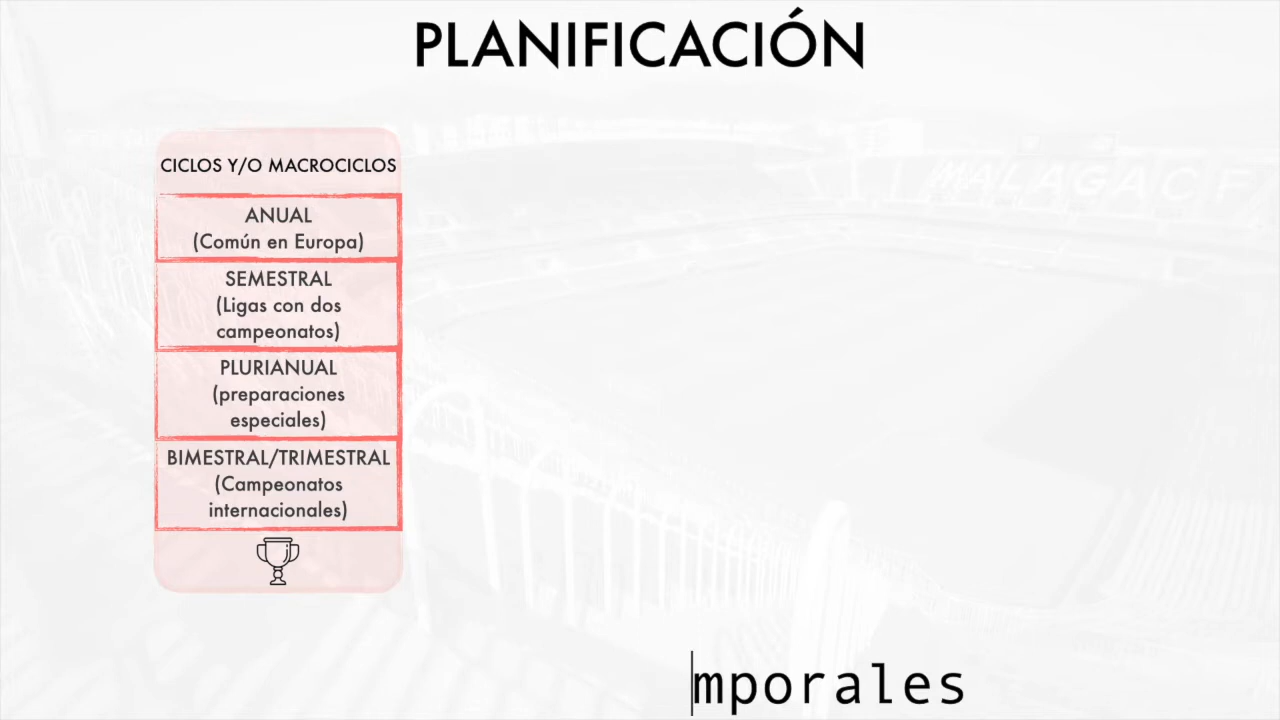 PLANIFICACIÓN
CICLOS Y/O MACROCICLOS
ANUAL
(Común en Europa)
SEMESTRAL
(Ligas con dos
campeonatos)
PLURIANUAL
(preparaciones
especiales)
BIMESTRAL/TRIMESTRAL
(Campeonatos
internacionales)
MALAGA C F
mporales